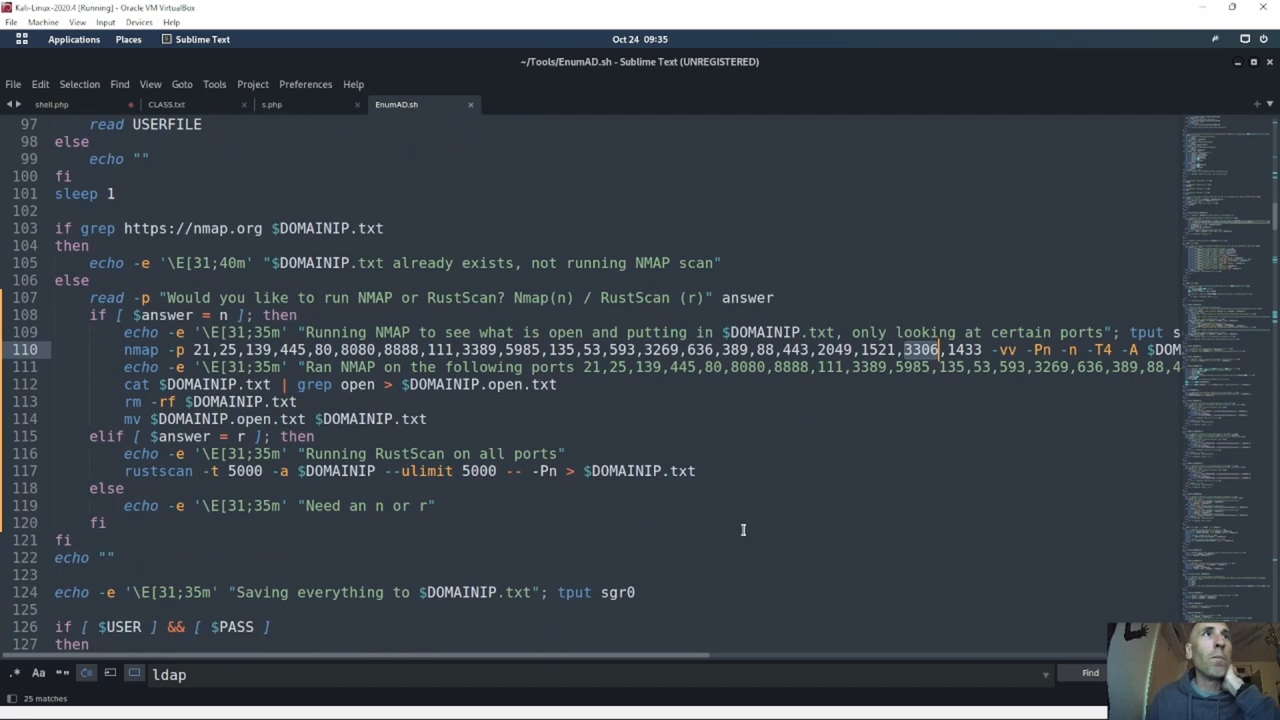 Kali-Linux-2020.4 [Running] - Oracle VM VirtualBox
File Machine View Input Devices Help
Applications Places Sublime Text Oct 24 09:35
~/Tools/EnumAD.sh - Sublime Text (UNREGISTERED)
File Edit Selection Find View Goto Tools Project Preferences Help
shell.php CLASS.txt s.php EnumAD.sh
97 read USERFILE
98 else
99 echo ""
100 fi
101 sleep 1
102
103 if grep https://nmap.org $DOMAINIP.txt
104 then
105 echo -e '\E[31;40m' "$DOMAINIP.txt already exists, not running NMAP scan"
106 else
107 read -p "Would you like to run NMAP or RustScan? Nmap(n) / RustScan (r)" answer
108 if [ $answer = n ]; then
109 echo -e '\E[31;35m' "Running NMAP to see what is open and putting in $DOMAINIP.txt, only looking at certain ports"; tput s
110 nmap -p 21,25,139,445,80,8080,8888,111,3389,5985,135,53,593,3269,636,389,88,443,2049,1521,3306,1433 -vv -Pn -n -T4 -A $DOM
111 echo -e '\E[31;35m' "Ran NMAP on the following ports 21,25,139,445,80,8080,8888,111,3389,5985,135,53,593,3269,636,389,88,4
112 cat $DOMAINIP.txt | grep open > $DOMAINIP.open.txt
113 rm -rf $DOMAINIP.txt
114 mv $DOMAINIP.open.txt $DOMAINIP.txt
115 elif [ $answer = r ]; then
116 echo -e '\E[31;35m' "Running RustScan on all ports"
117 rustscan -t 5000 -a $DOMAINIP --ulimit 5000 -- -Pn > $DOMAINIP.txt
118 else
119 echo -e '\E[31;35m' "Need an n or r"
120 fi
121 fi
122 echo ""
123
124 echo -e '\E[31;35m' "Saving everything to $DOMAINIP.txt"; tput sgr0
125
126 if [ $USER ] && [ $PASS ]
127 then
.* Aa "" ldap Find
25 matches